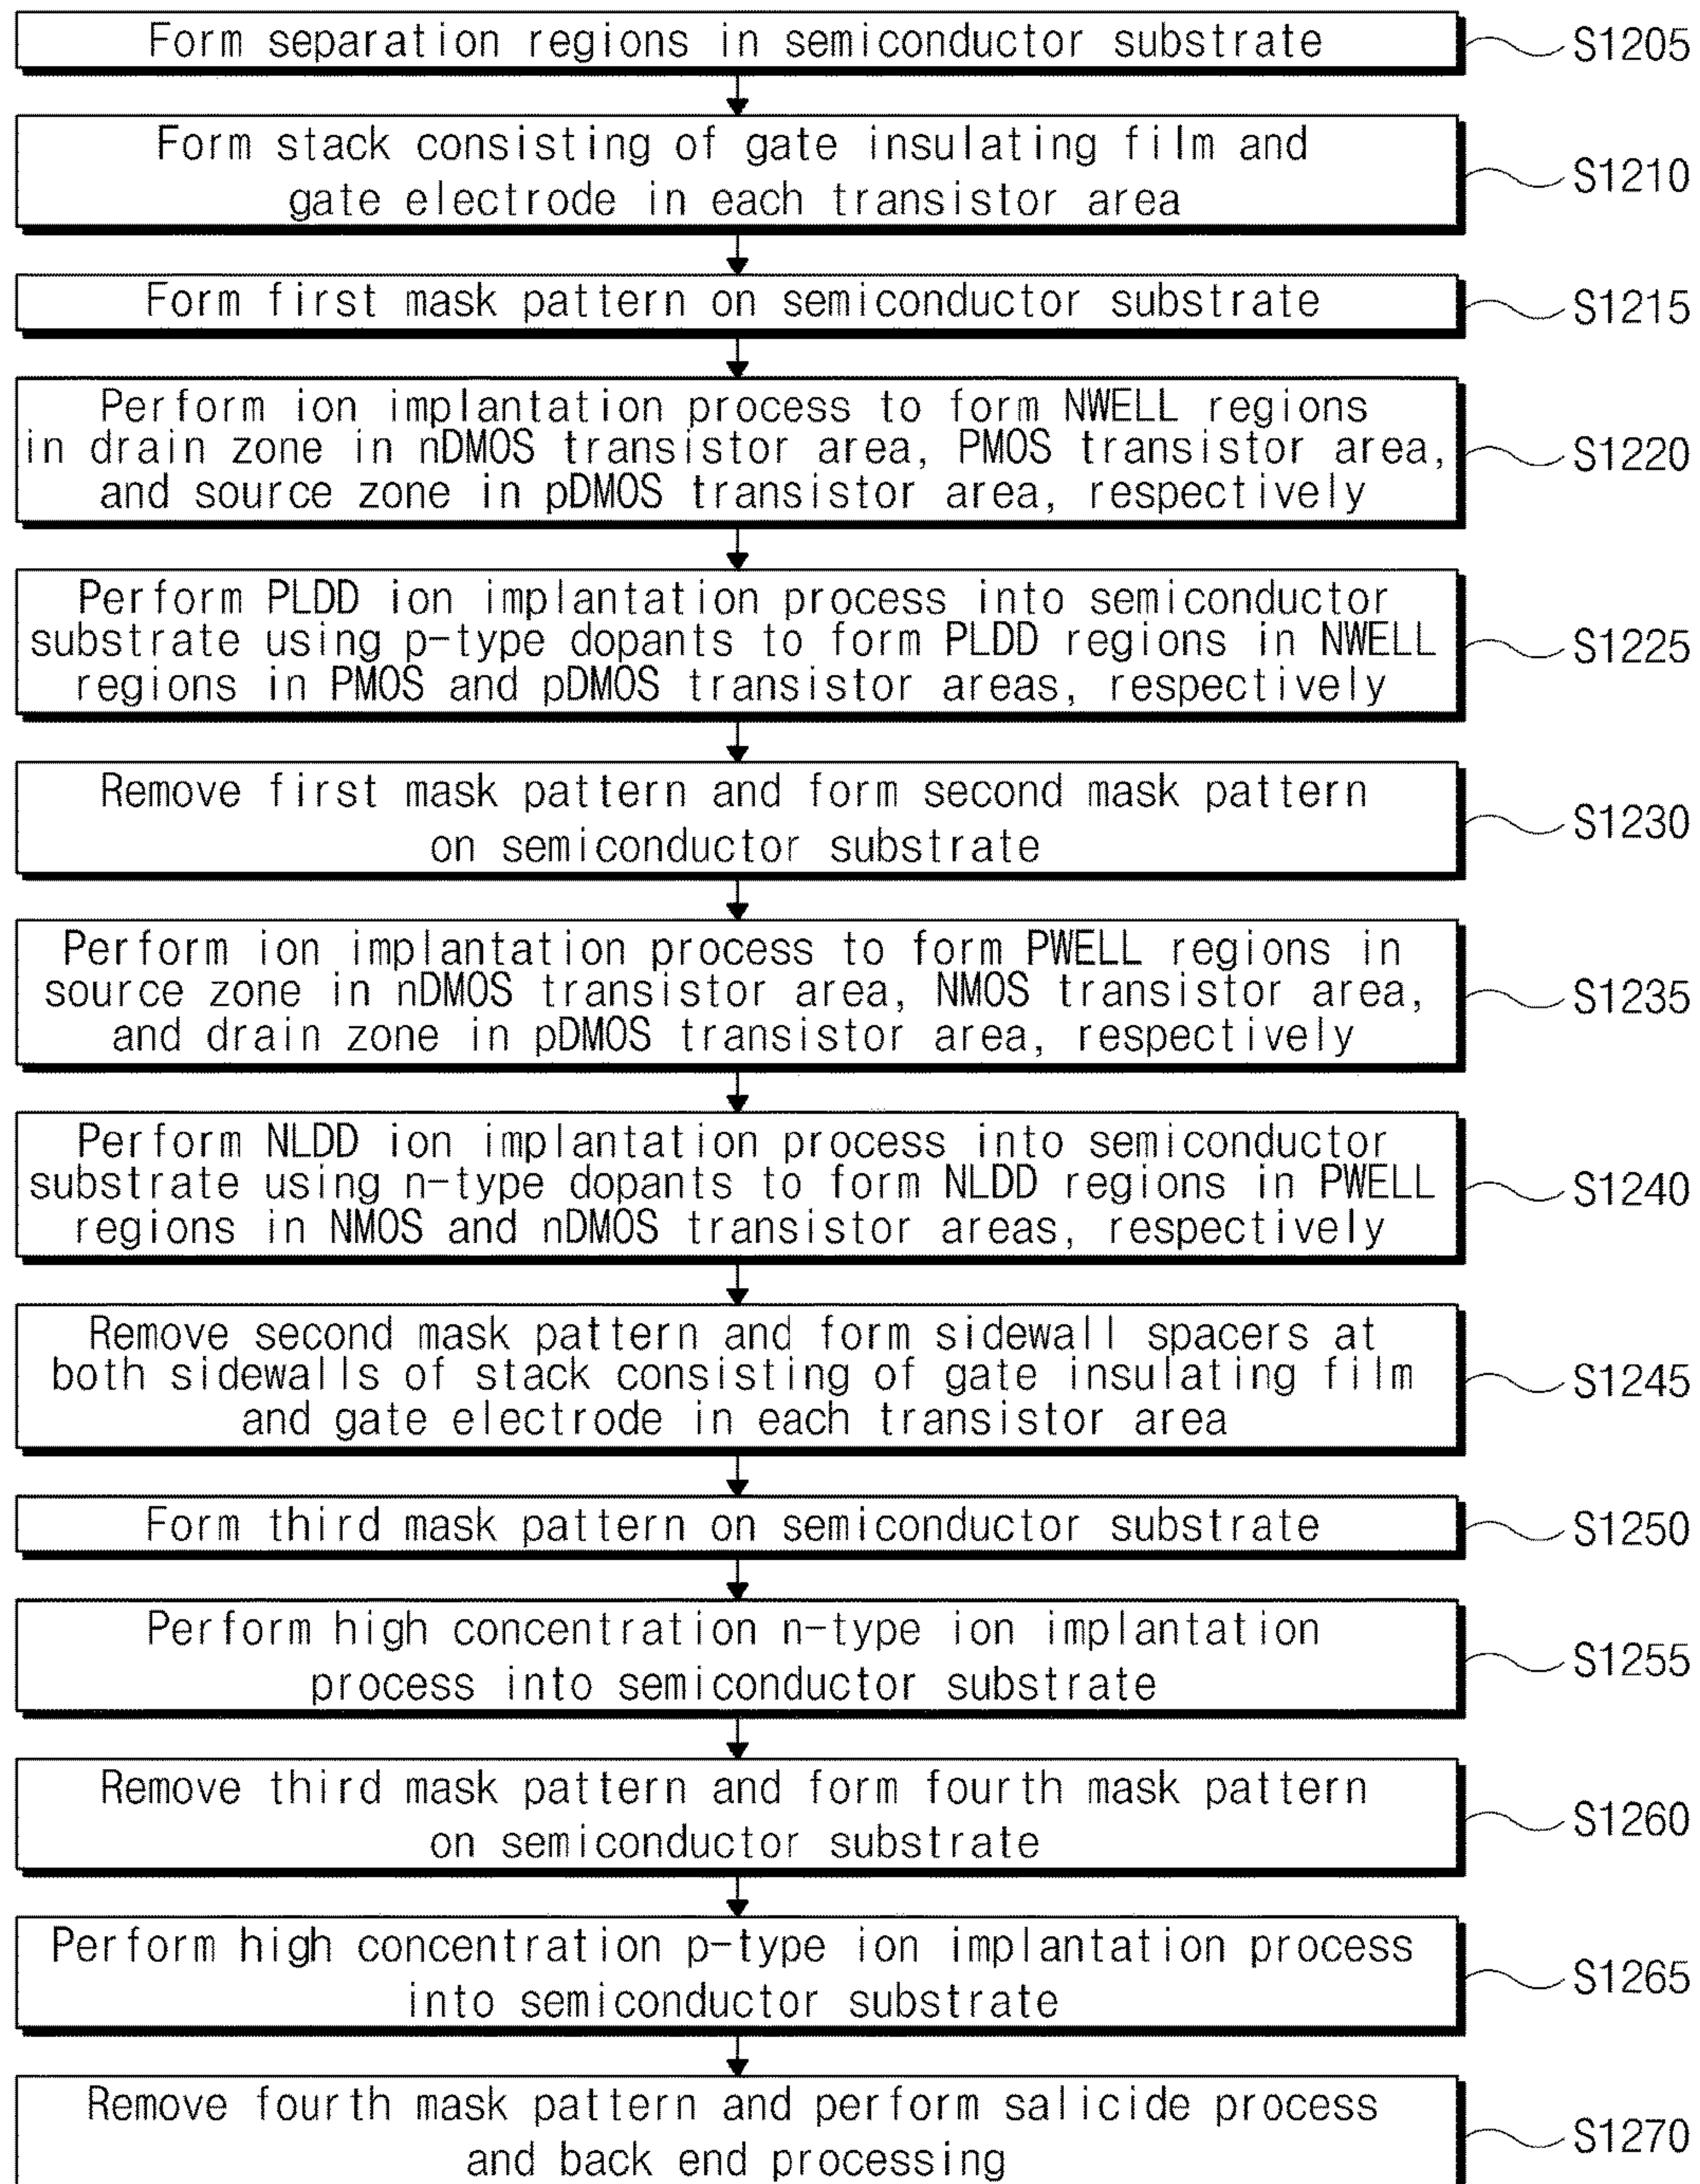 Form separation regions in semiconductor substrate
S1205
Form stack consisting of gate insulating film and
gate electrode in each transistor area
S1210
Form first mask pattern on semiconductor substrate
S1215
Perform ion implantation process to form NWELL regions
in drain zone in nDMOS transistor area, PMOS transistor area,
and source zone in pDMOS transistor area, respectively
S1220
Perform PLDD ion implantation process into semiconductor
substrate using p-type dopants to form PLDD regions in NWELL
regions in PMOS and pDMOS transistor areas, respectively
S1225
Remove first mask pattern and form second mask pattern
on semiconductor substrate
S1230
Perform ion implantation process to form PWELL regions in
source zone in nDMOS transistor area, NMOS transistor area,
and drain zone in pDMOS transistor area, respectively
S1235
Perform NLDD ion implantation process into semiconductor
substrate using n-type dopants to form NLDD regions in PWELL
regions in NMOS and nDMOS transistor areas, respectively
S1240
Remove second mask pattern and form sidewall spacers at
both sidewalls of stack consisting of gate insulating film
and gate electrode in each transistor area
S1245
Form third mask pattern on semiconductor substrate
S1250
Perform high concentration n-type ion implantation
process into semiconductor substrate
S1255
Remove third mask pattern and form fourth mask pattern
on semiconductor substrate
S1260
Perform high concentration p-type ion implantation process
into semiconductor substrate
S1265
Remove fourth mask pattern and perform salicide process
and back end processing
S1270